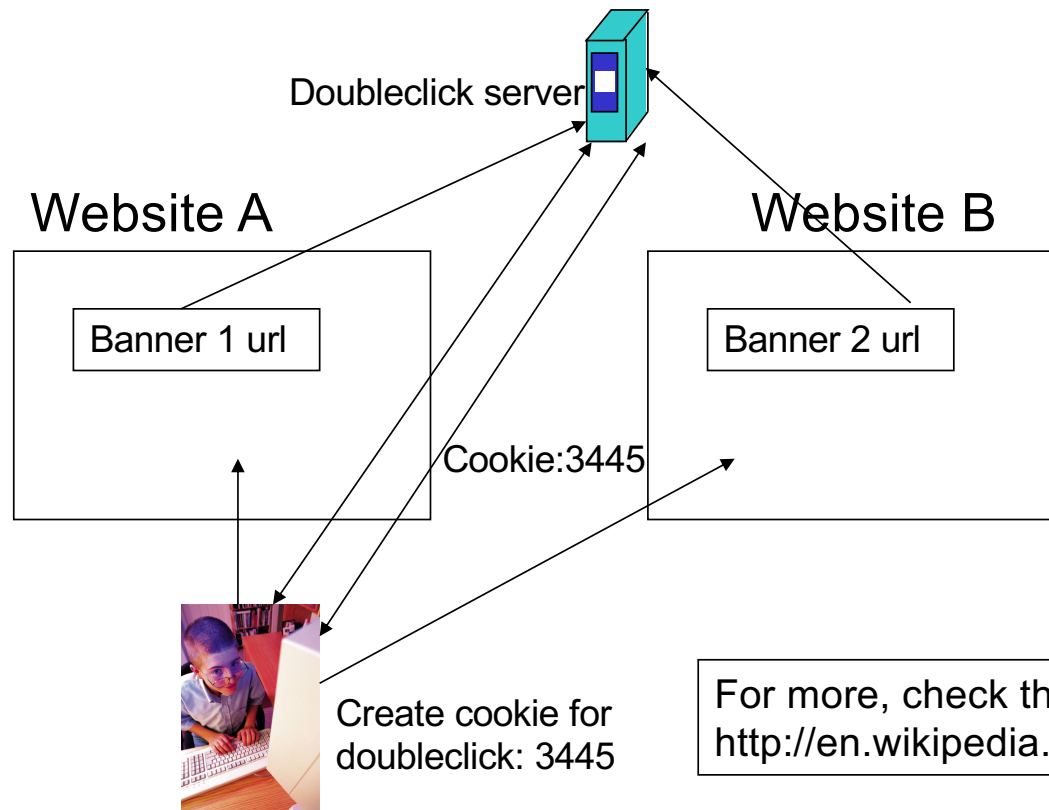 Doubleclick server
Website A
Website B
Banner 1 url
Banner 2 url
Cookie:3445
Create cookie for
doubleclick: 3445
For more, check th
http://en.wikipedia.